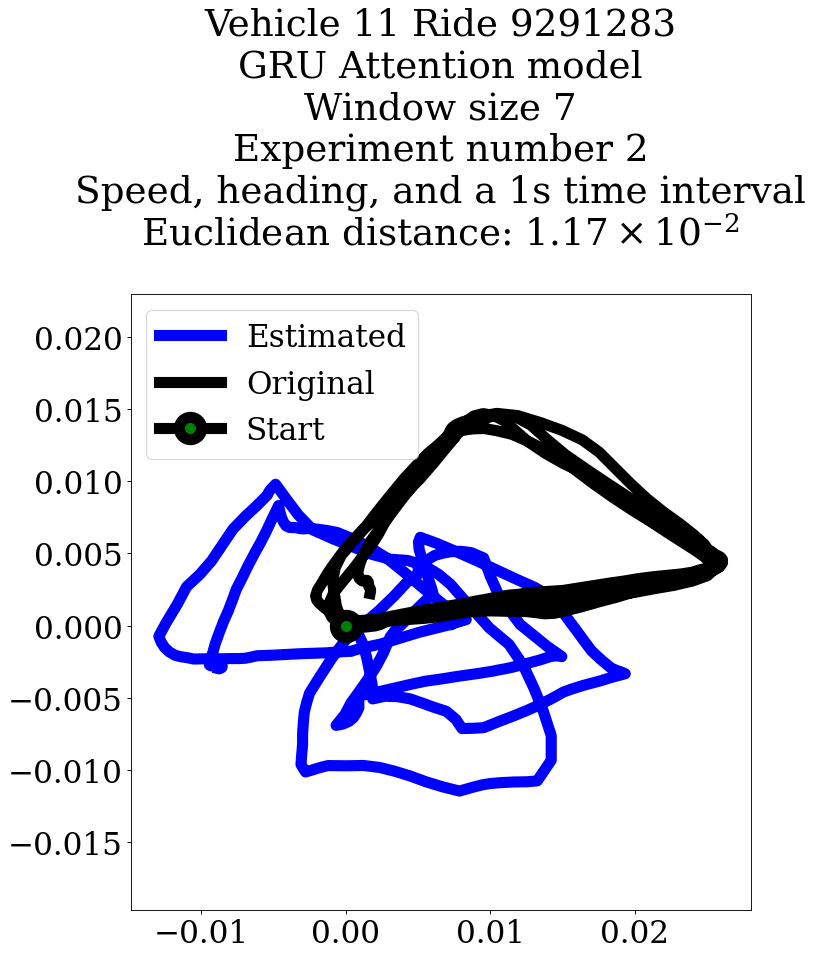 Vehicle 11 Ride 9291283
GRU Attention model
Window size 7
Experiment number 2
Speed, heading, and a 1s time interval
Euclidean distance: 1.17 × 10⁻²
Estimated
Original
Start
0.020
0.015
0.010
0.005
0.000
−0.005
−0.010
−0.015
−0.01 0.00 0.01 0.02